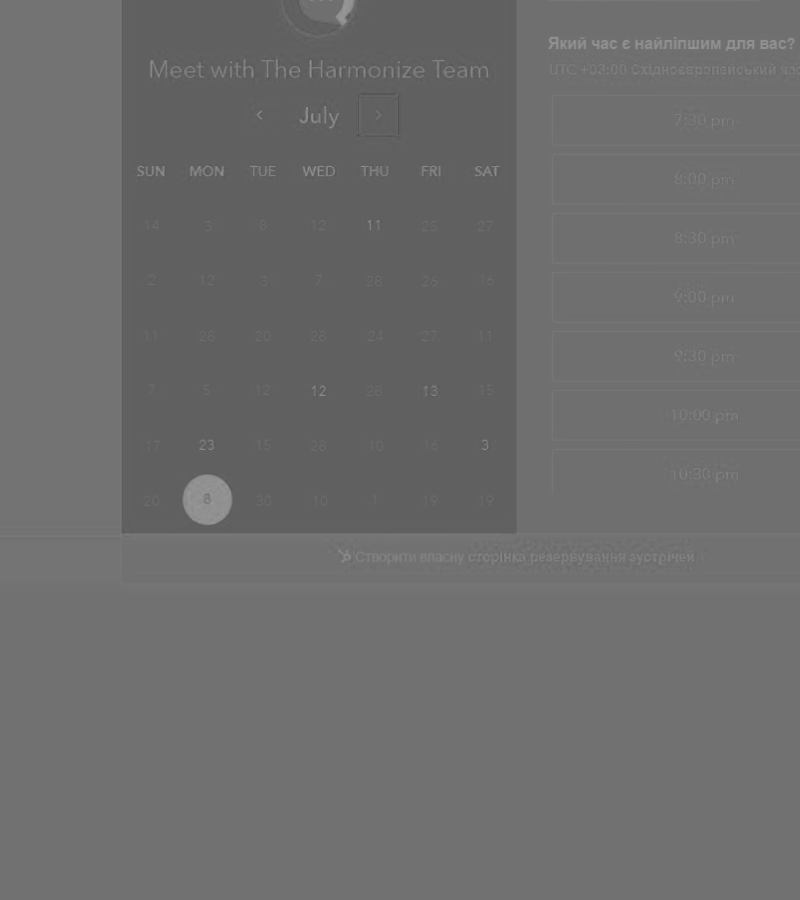 Meet with The Harmonize Team
July
SUN MON TUE WED THU FRI SAT
14 3 8 12 11 25 27
2 12 3 7 28 26 16
11 28 20 28 24 27 11
7 5 12 12 28 13 15
17 23 15 28 10 16 3
20 8 30 10 1 19 19
Який час є найліпшим для вас?
UTC +03:00 Східноєвропейський час
7:30 pm
8:00 pm
8:30 pm
9:00 pm
9:30 pm
10:00 pm
10:30 pm
Створити власну сторінка резервування зустрічей